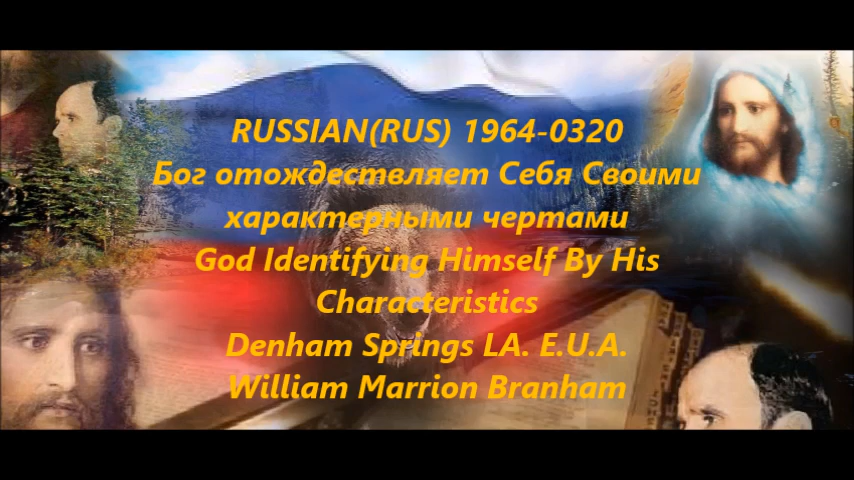 RUSSIAN(RUS) 1964-0320
Бог отождествляет Себя Своими
характерными чертами
God Identifying Himself By His
Characteristics
Denham Springs LA. E.U.A.
William Marrion Branham